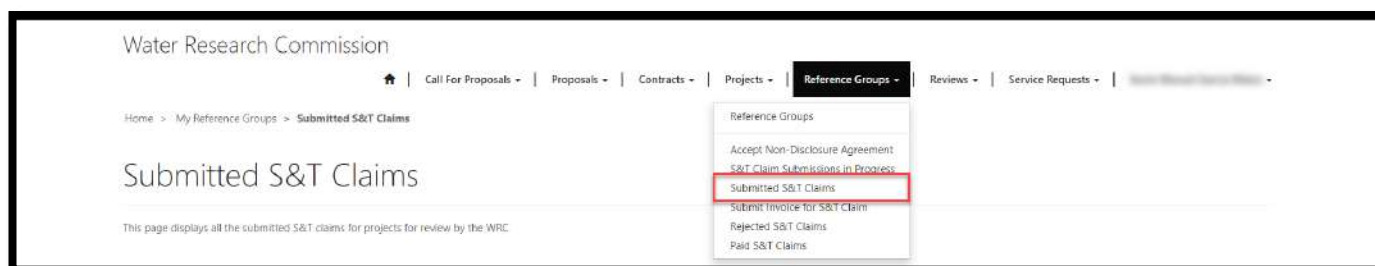 Water Research Commission
Call For Proposals | Proposals | Contracts | Projects | Reference Groups | Reviews | Service Requests |
Home > My Reference Groups > Submitted S&T Claims
Submitted S&T Claims
This page displays all the submitted S&T claims for projects for review by the WRC
Reference Groups
Accept Non-Disclosure Agreement
S&T Claim Submissions in Progress
Submitted S&T Claims
Submit Invoice for S&T Claim
Rejected S&T Claims
Paid S&T Claims